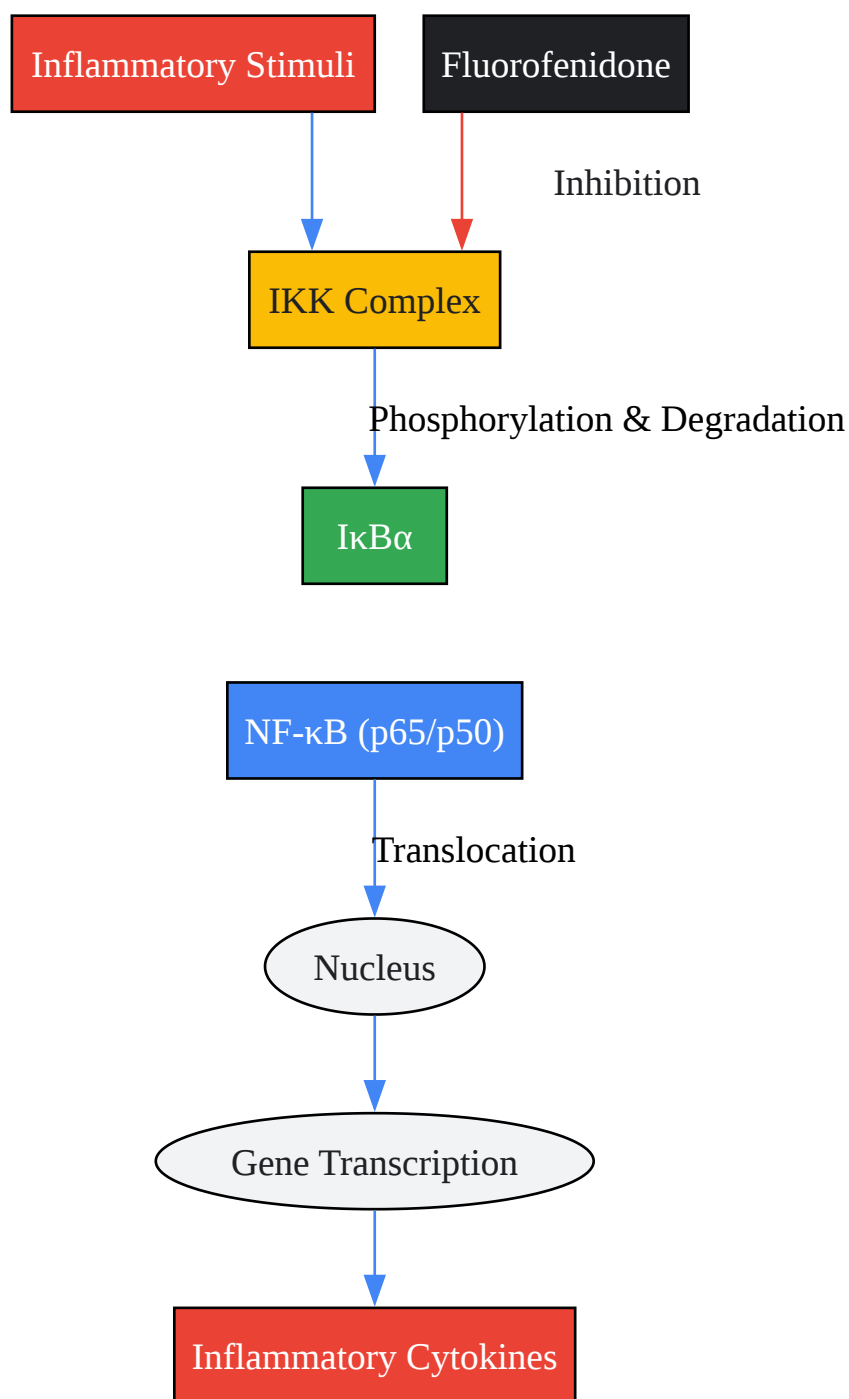 Inflammatory Stimuli
Fluorofenidone
Inhibition
IKK Complex
Phosphorylation & Degradation
IκBα
NF-κB (p65/p50)
Translocation
Nucleus
Gene Transcription
Inflammatory Cytokines